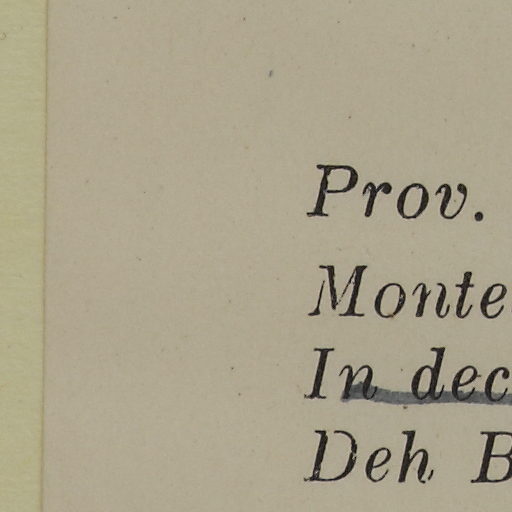 Prov.
Monte
In dec
Deh B